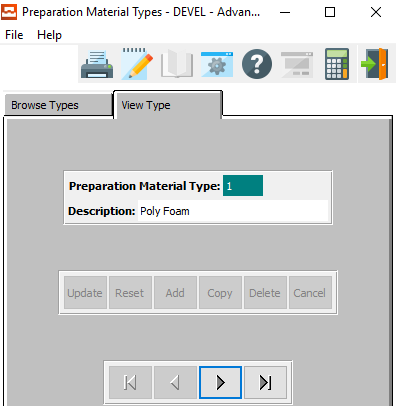 Preparation Material Types - DEVEL - Advan...
File Help
Browse Types View Type
Preparation Material Type: 1
Description: Poly Foam
Update Reset Add Copy Delete Cancel